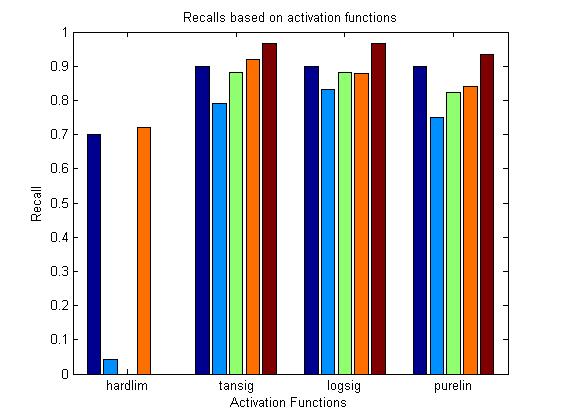 Recalls based on activation functions
1
0.9
0.8
0.7
0.6
0.5
0.4
0.3
0.2
0.1
0
Recall
hardlim tansig logsig purelin
Activation Functions